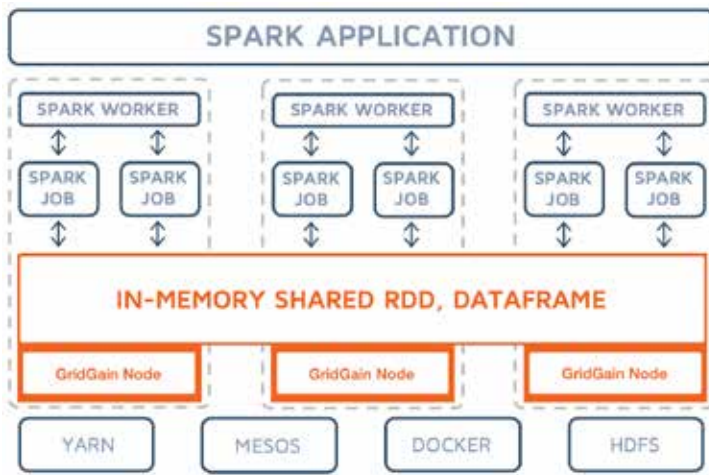 SPARK APPLICATION
SPARK WORKER
SPARK WORKER
SPARK WORKER
SPARK
JOB
SPARK
JOB
SPARK
JOB
SPARK
JOB
SPARK
JOB
SPARK
JOB
IN-MEMORY SHARED RDD, DATAFRAME
GridGain Node
GridGain Node
GridGain Node
YARN
MESOS
DOCKER
HDFS